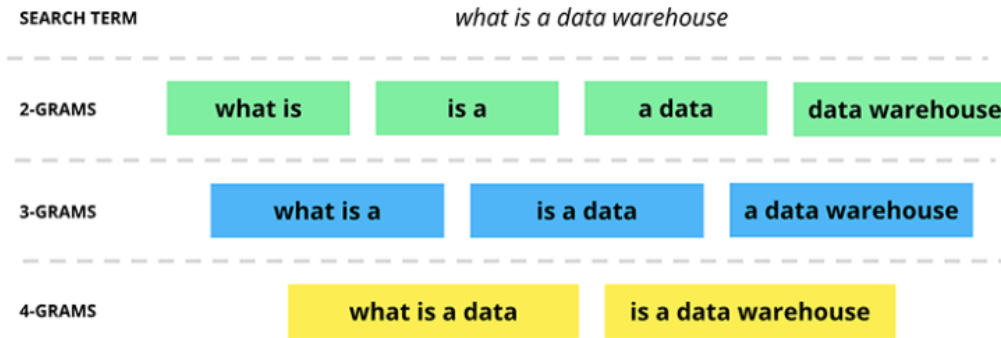 SEARCH TERM what is a data warehouse
2-GRAMS what is is a a data data warehouse
3-GRAMS what is a is a data a data warehouse
4-GRAMS what is a data is a data warehouse